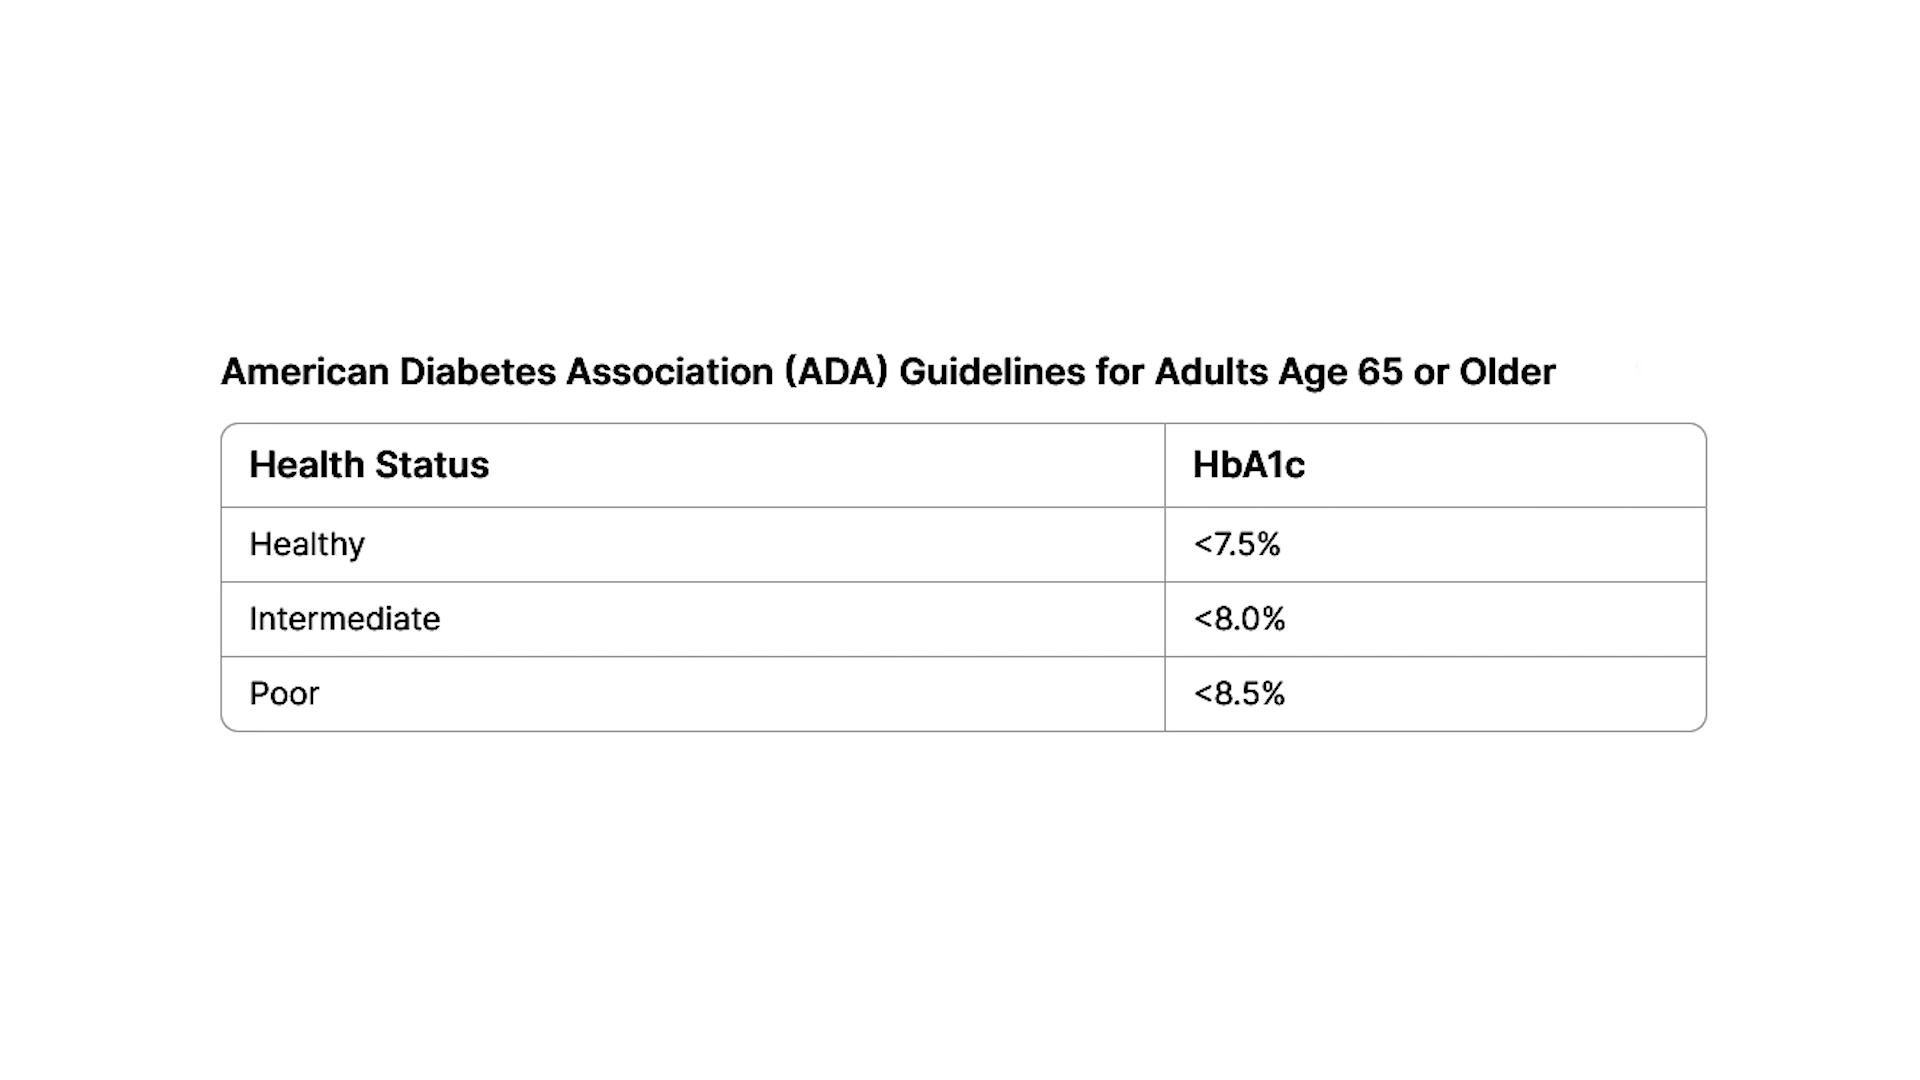 American Diabetes Association (ADA) Guidelines for Adults Age 65 or Older
Health Status HbA1c
Healthy <7.5%
Intermediate <8.0%
Poor <8.5%